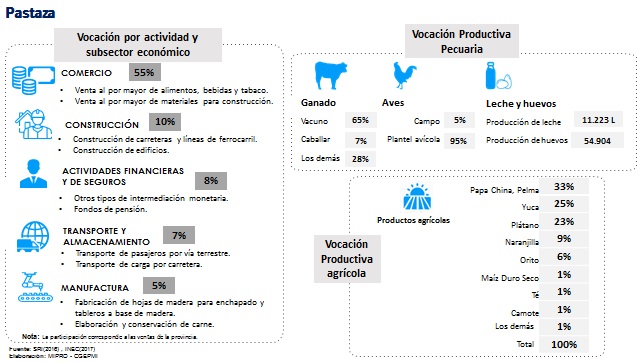 Pastaza
Vocación por actividad y
subsector económico
COMERCIO 55%
• Venta al por mayor de alimentos, bebidas y tabaco.
• Venta al por mayor de materiales para construcción.
CONSTRUCCIÓN 10%
• Construcción de carreteras y líneas de ferrocarril.
• Construcción de edificios.
ACTIVIDADES FINANCIERAS
Y DE SEGUROS 8%
• Otros tipos de intermediación monetaria.
• Fondos de pensión.
TRANSPORTE Y
ALMACENAMIENTO 7%
• Transporte de pasajeros por vía terrestre.
• Transporte de carga por carretera.
MANUFACTURA 5%
• Fabricación de hojas de madera para enchapado y
tableros a base de madera.
• Elaboración y conservación de carne.
Nota: La participación corresponde a las ventas de la provincia.
Fuente: SRI(2016) , INEC(2017)
Elaboración: MIPRO - CGEPMI
Vocación Productiva
Pecuaria
Ganado
Vacuno 65%
Caballar 7%
Los demás 28%
Aves
Campo 5%
Plantel avícola 95%
Leche y huevos
Producción de leche 11.223 L
Producción de huevos 54.904
Vocación
Productiva
agrícola
Productos agrícolas
Papa China, Pelma 33%
Yuca 25%
Plátano 23%
Naranjilla 9%
Orito 6%
Maíz Duro Seco 1%
Té 1%
Camote 1%
Los demás 1%
Total 100%